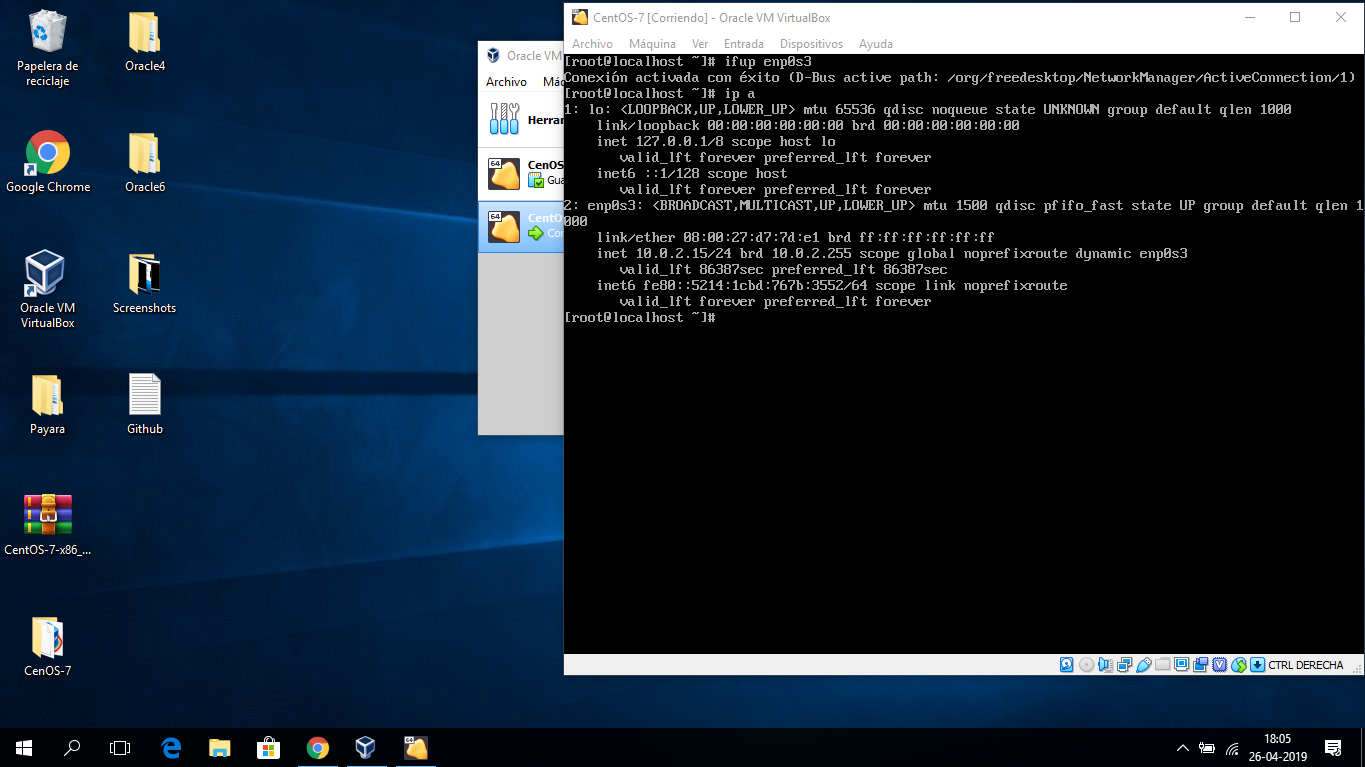 Papelera de
reciclaje
Oracle4
Google Chrome
Oracle6
Oracle VM
VirtualBox
Screenshots
Payara
Github
CentOS-7-x86_...
CenOS-7
Oracle VM
Archivo
64
64
CentOS-7 [Corriendo] - Oracle VM VirtualBox
Archivo Máquina Ver Entrada Dispositivos Ayuda
[root@localhost ~]# ifup enp0s3
Conexión activada con éxito (D-Bus active path: /org/freedesktop/NetworkManager/ActiveConnection/1)
[root@localhost ~]# ip a
1: lo: <LOOPBACK,UP,LOWER_UP> mtu 65536 qdisc noqueue state UNKNOWN group default qlen 1000
link/loopback 00:00:00:00:00:00 brd 00:00:00:00:00:00
inet 127.0.0.1/8 scope host lo
valid_lft forever preferred_lft forever
inet6 ::1/128 scope host
valid_lft forever preferred_lft forever
2: enp0s3: <BROADCAST,MULTICAST,UP,LOWER_UP> mtu 1500 qdisc pfifo_fast state UP group default qlen 1
000
link/ether 08:00:27:d7:7d:e1 brd ff:ff:ff:ff:ff:ff
inet 10.0.2.15/24 brd 10.0.2.255 scope global noprefixroute dynamic enp0s3
valid_lft 86387sec preferred_lft 86387sec
inet6 fe80::5214:1cbd:767b:3552/64 scope link noprefixroute
valid_lft forever preferred_lft forever
[root@localhost ~]#
CTRL DERECHA
18:05
26-04-2019